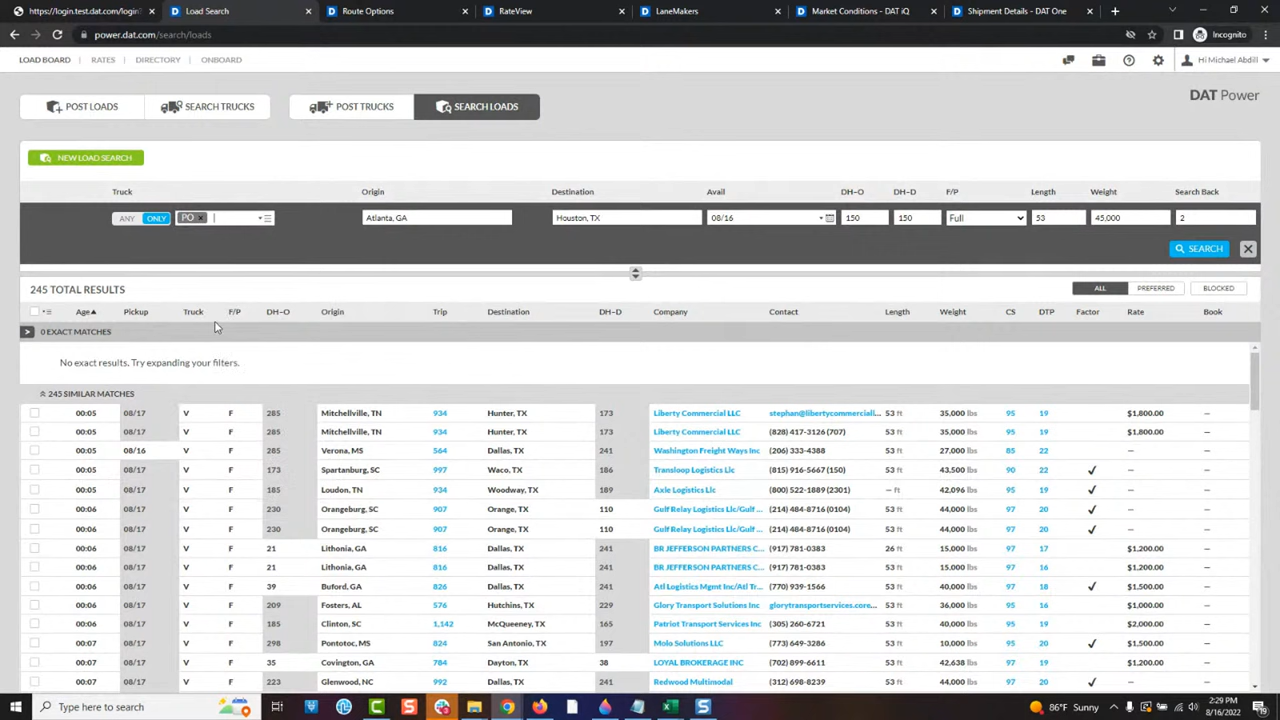 https://login.test.dat.com/login Load Search Route Options RateView LaneMakers Market Conditions - DAT iQ Shipment Details - DAT One
power.dat.com/search/loads Incognito
LOAD BOARD RATES DIRECTORY ONBOARD Hi Michael Abdill
POST LOADS SEARCH TRUCKS POST TRUCKS SEARCH LOADS DAT Power
NEW LOAD SEARCH
Truck Origin Destination Avail DH-O DH-D F/P Length Weight Search Back
ANY ONLY PO Atlanta, GA Houston, TX 08/16 150 150 Full 53 45,000 2
SEARCH
245 TOTAL RESULTS ALL PREFERRED BLOCKED
Age Pickup Truck F/P DH-O Origin Trip Destination DH-D Company Contact Length Weight CS DTP Factor Rate Book
0 EXACT MATCHES
No exact results, Try expanding your filters.
245 SIMILAR MATCHES
00:05 08/17 V F 285 Mitchellville, TN 934 Hunter, TX 173 Liberty Commercial LLC stephan@libertycommerciall... 53 ft 35,000 lbs 95 19 $1,800.00 –
00:05 08/17 V F 285 Mitchellville, TN 934 Hunter, TX 173 Liberty Commercial LLC (828) 417-3126 (707) 53 ft 35,000 lbs 95 19 $1,800.00 –
00:05 08/16 V F 285 Verona, MS 564 Dallas, TX 241 Washington Freight Ways Inc (206) 333-4388 53 ft 27,000 lbs 85 22 – –
00:05 08/17 V F 173 Spartanburg, SC 997 Waco, TX 186 Transloop Logistics Llc (815) 916-5667 (150) 53 ft 43,500 lbs 90 22 ✓ – –
00:05 08/17 V F 185 Loudon, TN 990 Woodway, TX 189 Axle Logistics Llc (800) 522-1889 (2301) – ft 42,096 lbs 95 19 ✓ – –
00:06 08/17 V F 230 Orangeburg, SC 907 Orange, TX 110 Gulf Relay Logistics Llc/Gulf ... (214) 484-8716 (0104) 53 ft 44,000 lbs 97 20 ✓ – –
00:06 08/17 V F 230 Orangeburg, SC 907 Orange, TX 110 Gulf Relay Logistics Llc/Gulf ... (214) 484-8716 (0104) 53 ft 44,000 lbs 97 20 ✓ – –
00:06 08/17 V F 21 Lithonia, GA 816 Dallas, TX 241 BR JEFFERSON PARTNERS C... (917) 781-0383 26 ft 15,000 lbs 97 17 $1,200.00 –
00:06 08/17 V F 21 Lithonia, GA 816 Dallas, TX 241 BR JEFFERSON PARTNERS C... (917) 781-0383 53 ft 15,000 lbs 97 16 $1,200.00 –
00:06 08/17 V F 39 Buford, GA 826 Dallas, TX 241 Atl Logistics Mgmt Inc/Atl Tr... (770) 939-1566 53 ft 40,000 lbs 97 18 ✓ $1,500.00 –
00:06 08/17 V F 209 Fosters, AL 576 Hutchins, TX 229 Glory Transport Solutions Inc glorytransportservices.core... 53 ft 36,000 lbs 95 16 $1,000.00 –
00:06 08/17 V F 185 Clinton, SC 1,142 McQueeney, TX 165 Patriot Transport Services Inc (305) 260-6721 53 ft 40,000 lbs 97 16 $2,000.00 –
00:07 08/17 V F 298 Pontotoc, MS 824 San Antonio, TX 197 Molo Solutions LLC (773) 649-3286 53 ft 10,000 lbs 95 20 ✓ $1,500.00 –
00:07 08/17 V F 35 Covington, GA 784 Dayton, TX 38 LOYAL BROKERAGE INC (702) 899-6611 53 ft 42,638 lbs 97 19 $1,200.00 –
00:07 08/17 V F 223 Glenwood, NC 992 Dallas, TX 241 Redwood Multimodal (312) 698-8239 53 ft 44,000 lbs 97 20 ✓ – –
Type here to search 86°F Sunny 2:29 PM
8/16/2022